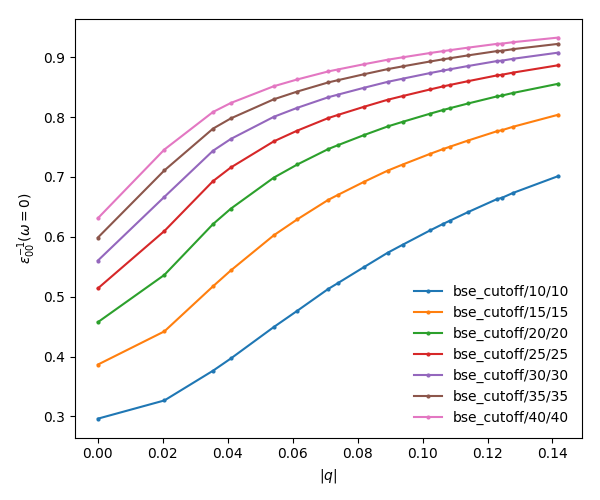 0.9
0.8
0.7
0.6
0.5
0.4
0.3
ε₀₀⁻¹(ω = 0)
bse_cutoff/10/10
bse_cutoff/15/15
bse_cutoff/20/20
bse_cutoff/25/25
bse_cutoff/30/30
bse_cutoff/35/35
bse_cutoff/40/40
0.00 0.02 0.04 0.06 0.08 0.10 0.12 0.14
|q|